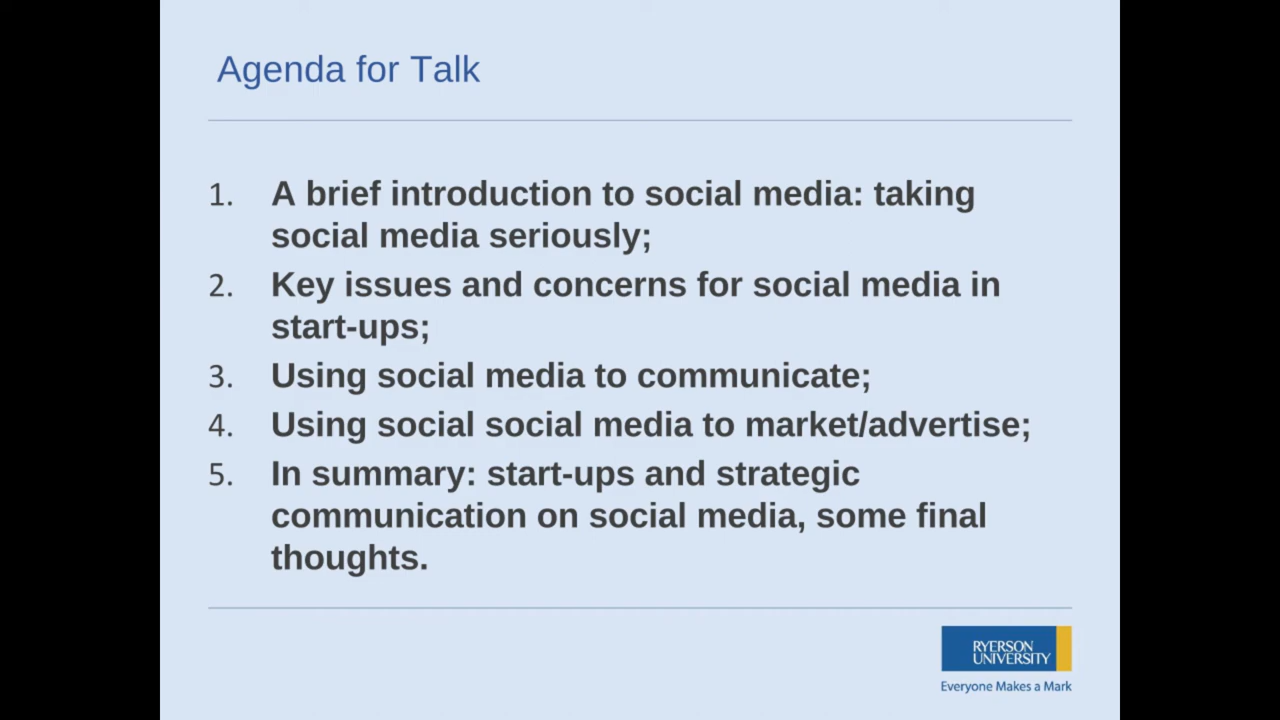 Agenda for Talk
1. A brief introduction to social media: taking
social media seriously;
2. Key issues and concerns for social media in
start-ups;
3. Using social media to communicate;
4. Using social social media to market/advertise;
5. In summary: start-ups and strategic
communication on social media, some final
thoughts.
RYERSON
UNIVERSITY
Everyone Makes a Mark